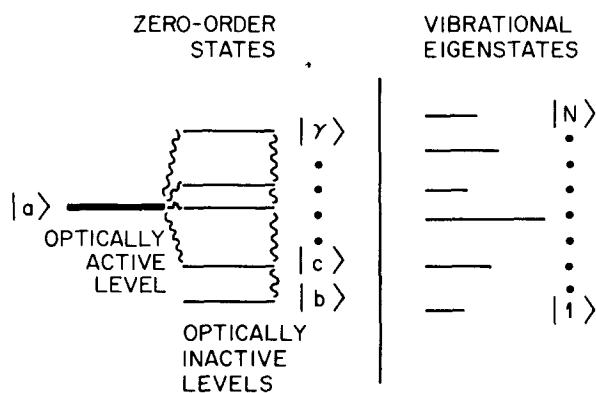 ZERO-ORDER
STATES
VIBRATIONAL
EIGENSTATES
|γ⟩
|N⟩
|a⟩
OPTICALLY
ACTIVE
LEVEL
|c⟩
|b⟩
|1⟩
OPTICALLY
INACTIVE
LEVELS